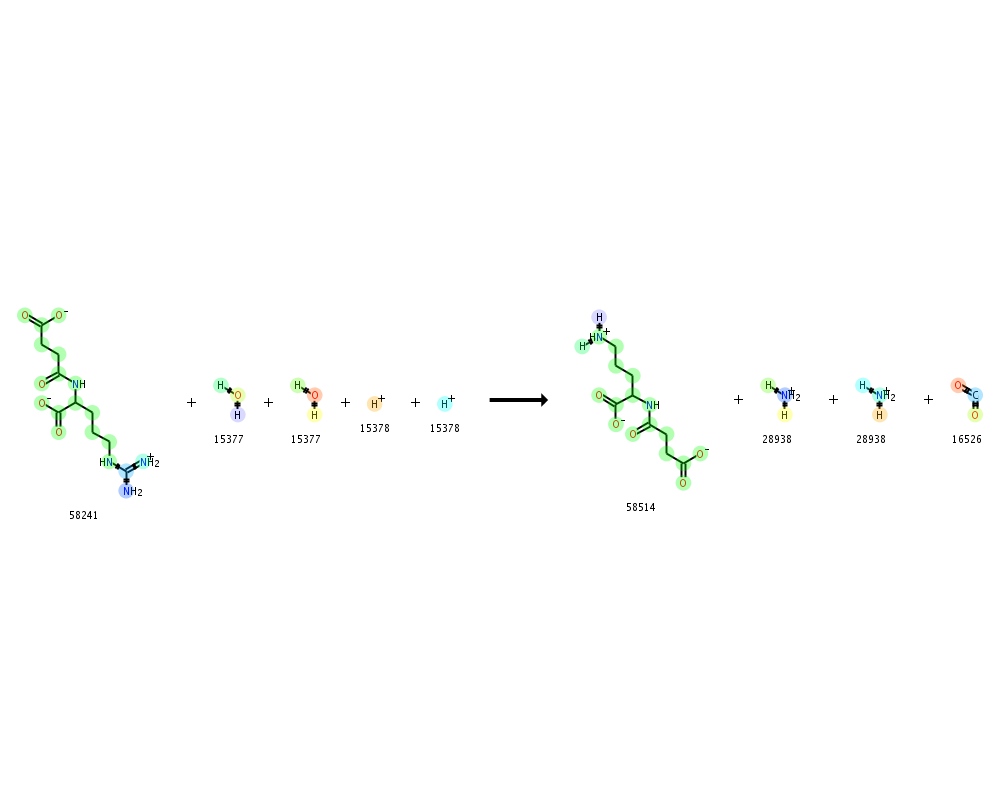 O O-
O NH
O- O
HN NH2+
NH2
58241
+
H O H
15377
+
H O H
15377
+
H+
15378
+
H+
15378
H
H HN+
O O-
NH O
O-
O
58514
+
H NH2+ H
28938
+
H NH2+ H
28938
+
O C O
16526